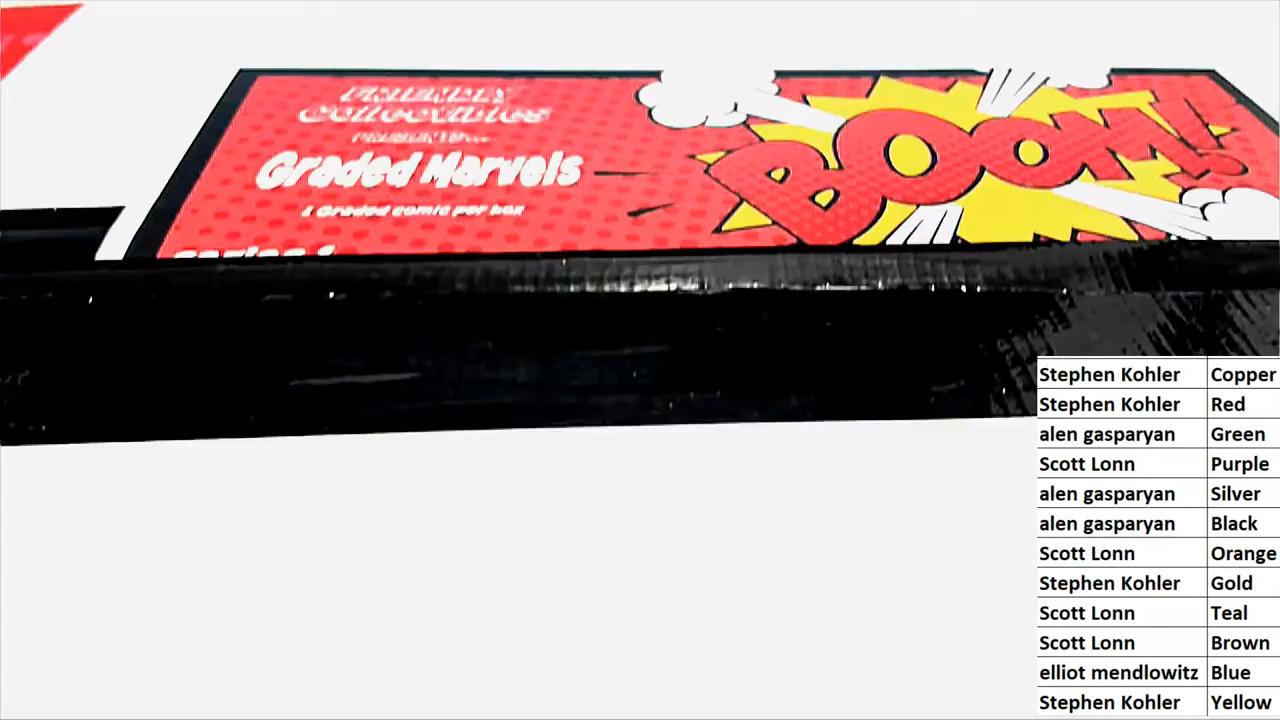 COLLECTIBLES
PRESENTS...
Graded Marvels
1 Graded comic per box
BOOM!
Stephen Kohler Copper
Stephen Kohler Red
alen gasparyan Green
Scott Lonn Purple
alen gasparyan Silver
alen gasparyan Black
Scott Lonn Orange
Stephen Kohler Gold
Scott Lonn Teal
Scott Lonn Brown
elliot mendlowitz Blue
Stephen Kohler Yellow